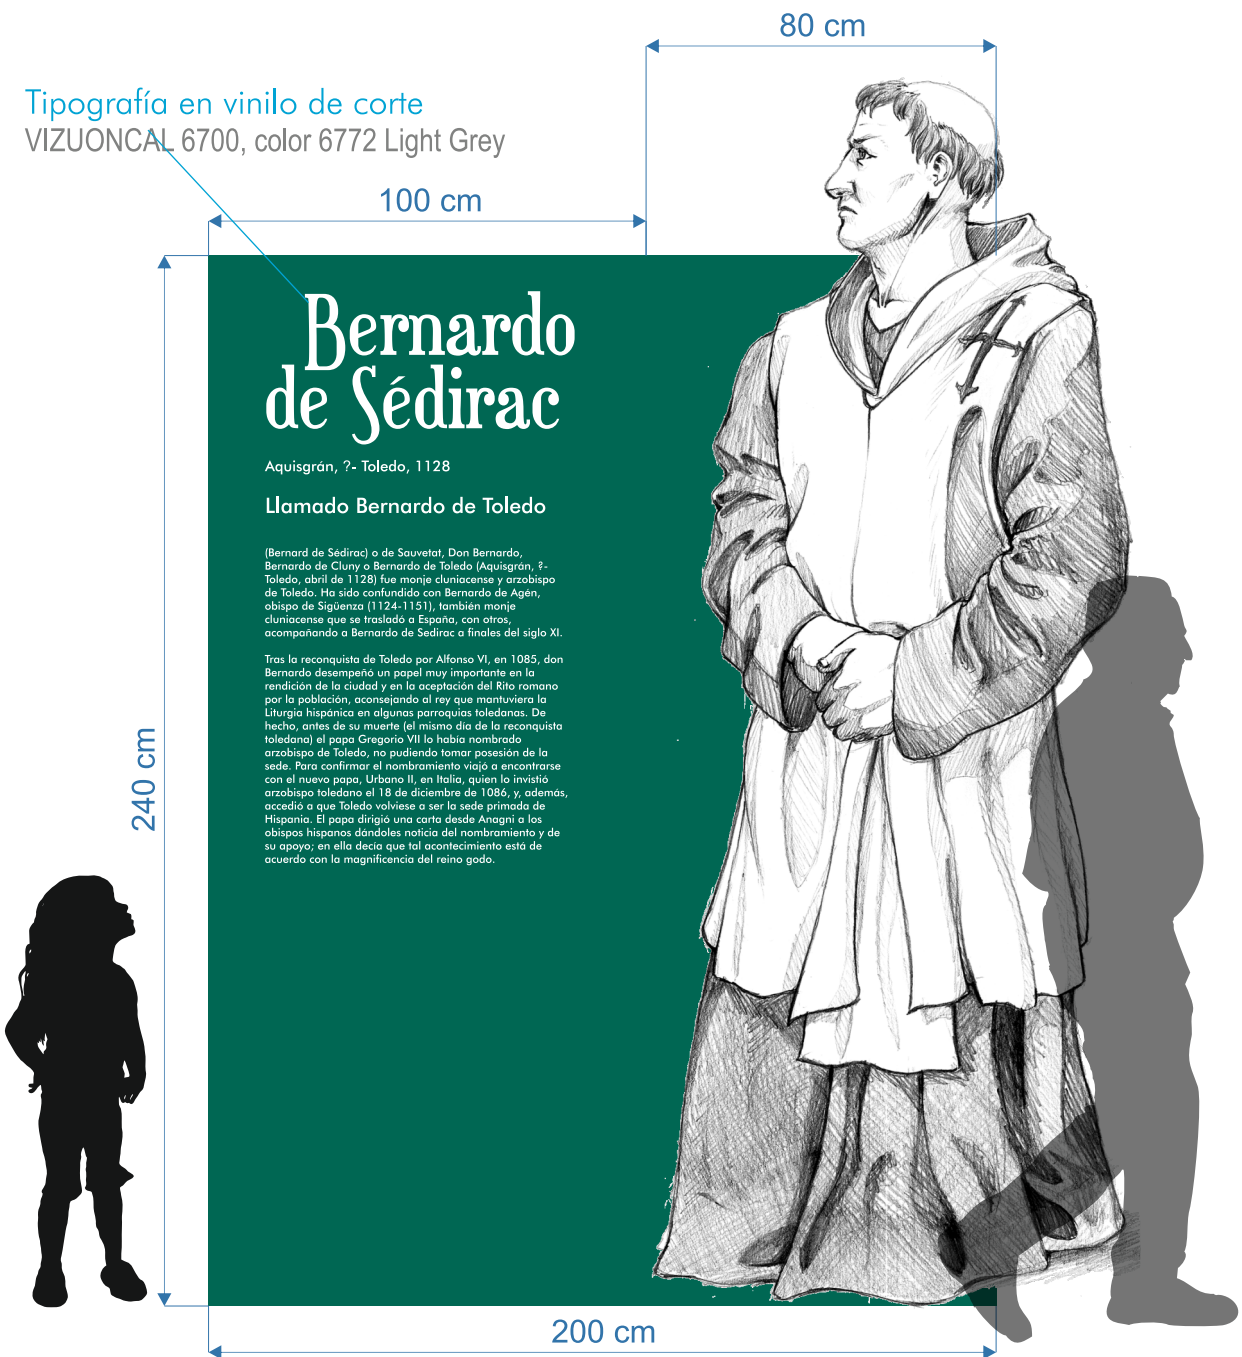 80 cm
Tipografía en vinilo de corte
VIZUONCAL 6700, color 6772 Light Grey
100 cm
Bernardo
de Sédirac
Aquisgrán, ?- Toledo, 1128
Llamado Bernardo de Toledo
(Bernard de Sédirac) o de Sauvetat, Don Bernardo,
Bernardo de Cluny o Bernardo de Toledo (Aquisgrán, ?-
Toledo, abril de 1128) fue monje cluniacense y arzobispo
de Toledo. Ha sido confundido con Bernardo de Agén,
obispo de Sigüenza (1124-1151), también monje
cluniacense que se trasladó a España, con otros,
acompañando a Bernardo de Sedirac a finales del siglo XI.
Tras la reconquista de Toledo por Alfonso VI, en 1085, don
Bernardo desempeñó un papel muy importante en la
rendición de la ciudad y en la aceptación del Rito romano
por la población, aconsejando al rey que mantuviera la
Liturgia hispánica en algunas parroquias toledanas. De
hecho, antes de su muerte (el mismo día de la reconquista
toledana) el papa Gregorio VII lo había nombrado
arzobispo de Toledo, no pudiendo tomar posesión de la
sede. Para confirmar el nombramiento viajó a encontrarse
con el nuevo papa, Urbano II, en Italia, quien lo invistió
arzobispo toledano el 18 de diciembre de 1086, y, además,
accedió a que Toledo volviese a ser la sede primada de
Hispania. El papa dirigió una carta desde Anagni a los
obispos hispanos dándoles noticia del nombramiento y de
su apoyo; en ella decía que tal acontecimiento está de
acuerdo con la magnificencia del reino godo.
240 cm
200 cm